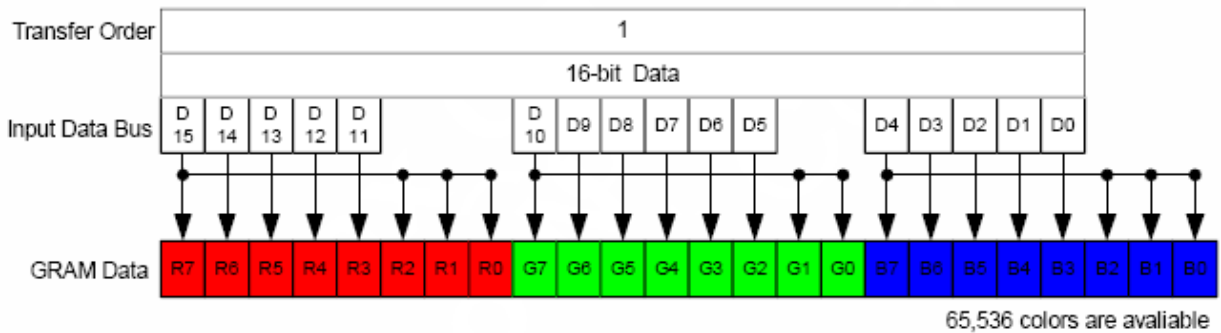 Transfer Order 1
16-bit Data
Input Data Bus D 15 D 14 D 13 D 12 D 11 D 10 D9 D8 D7 D6 D5 D4 D3 D2 D1 D0
GRAM Data R7 R6 R5 R4 R3 R2 R1 R0 G7 G6 G5 G4 G3 G2 G1 G0 B7 B6 B5 B4 B3 B2 B1 B0
65,536 colors are avaliable